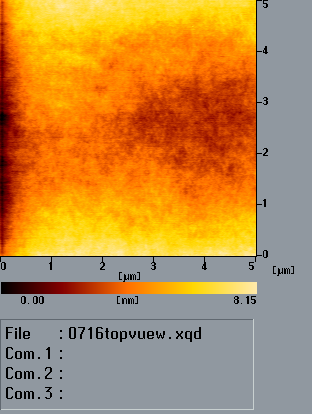 5
4
3
2
1
0
0 1 2 3 4 5
[µm] [µm]
0.00 [nm] 8.15
File : 0716topvuew.xqd
Com.1 :
Com.2 :
Com.3 :